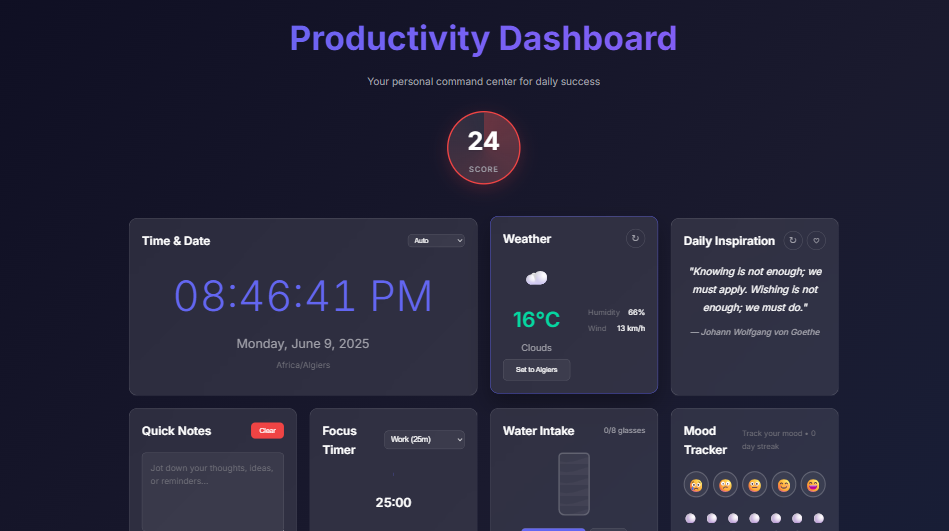 Productivity Dashboard
Your personal command center for daily success
24
SCORE
Time & Date
Auto
08:46:41 PM
Monday, June 9, 2025
Africa/Algiers
Weather
16°C
Clouds
Humidity 66%
Wind 13 km/h
Set to Algiers
Daily Inspiration
"Knowing is not enough; we
must apply. Wishing is not
enough; we must do."
— Johann Wolfgang von Goethe
Quick Notes
Clear
Jot down your thoughts, ideas,
or reminders...
Focus
Timer
Work (25m)
25:00
Water Intake
0/8 glasses
Mood
Tracker
Track your mood • 0
day streak